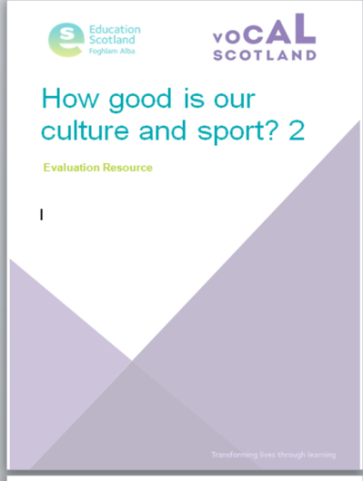 Education
Scotland
Foghlam Alba
VOCAL
SCOTLAND
How good is our
culture and sport? 2
Evaluation Resource
Transforming lives through learning